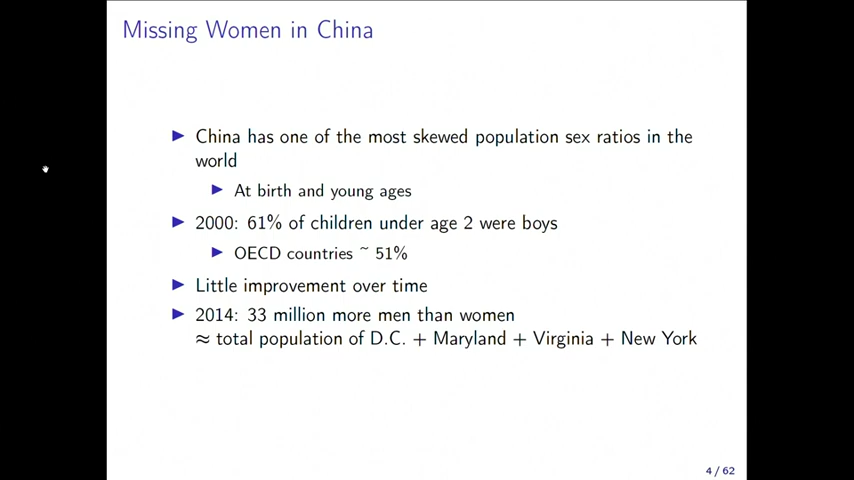 Missing Women in China
China has one of the most skewed population sex ratios in the
world
At birth and young ages
2000: 61% of children under age 2 were boys
OECD countries ~ 51%
Little improvement over time
2014: 33 million more men than women
≈ total population of D.C. + Maryland + Virginia + New York
4 / 62